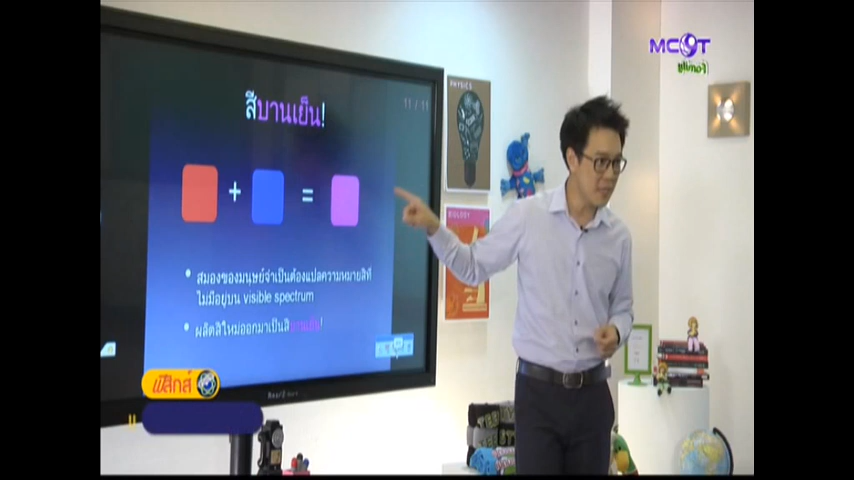 MCOT
Family
สีบานเย็น!
11 / 11
+
=
PHYSICS
BIOLOGY
• สมองของมนุษย์จำเป็นต้องแปลความหมายสีที่
ไม่มีอยู่บน visible spectrum
• ผลิตสีใหม่ออกมาเป็นสีบานเย็น!
ฟิสิกส์